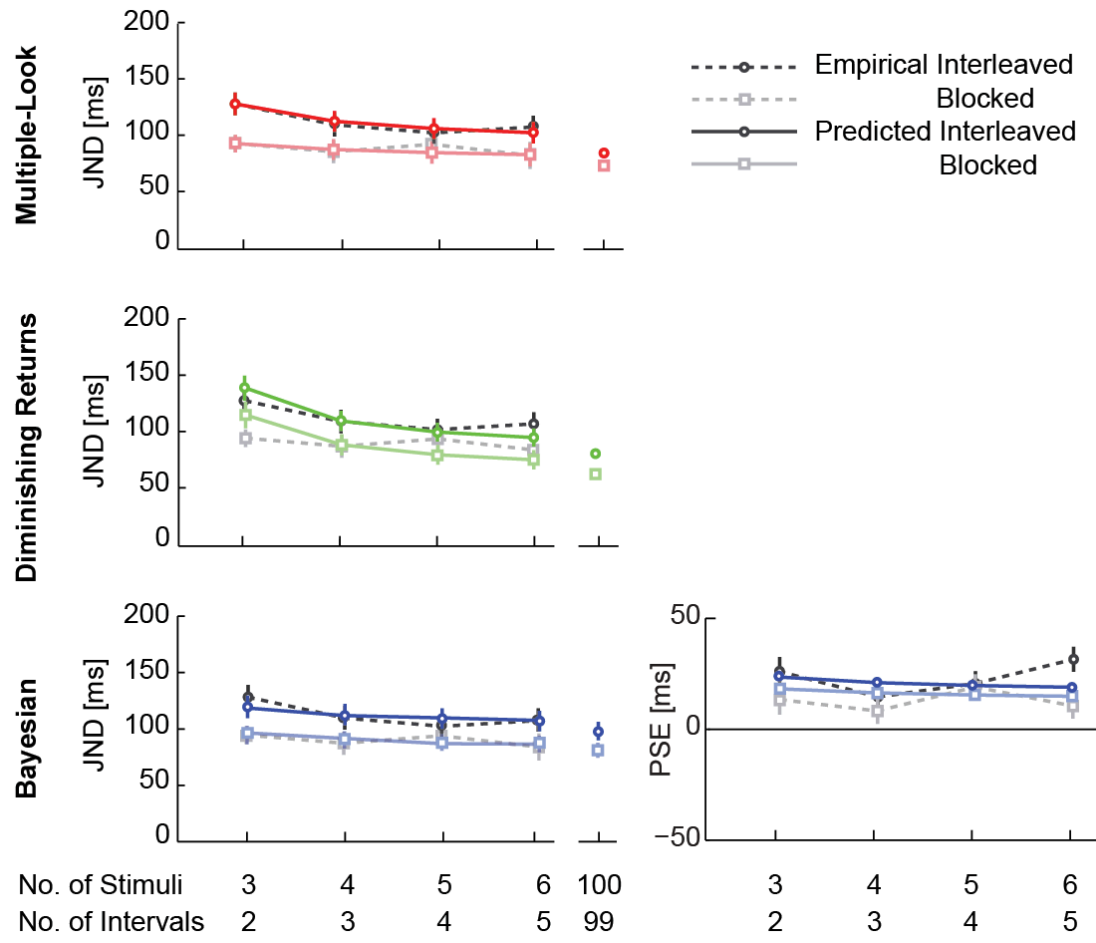 Multiple-Look
JND [ms]
200
150
100
50
0
Empirical Interleaved
Blocked
Predicted Interleaved
Blocked
Diminishing Returns
JND [ms]
200
150
100
50
0
Bayesian
JND [ms]
200
150
100
50
0
PSE [ms]
50
0
−50
No. of Stimuli 3 4 5 6 100 3 4 5 6
No. of Intervals 2 3 4 5 99 2 3 4 5